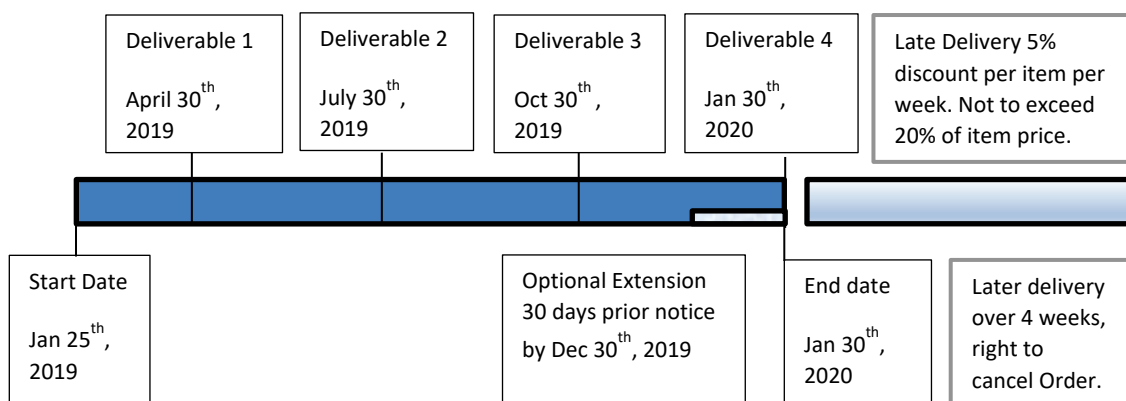 Deliverable 1
April 30th,
2019
Deliverable 2
July 30th,
2019
Deliverable 3
Oct 30th,
2019
Deliverable 4
Jan 30th,
2020
Late Delivery 5%
discount per item per
week. Not to exceed
20% of item price.
Start Date
Jan 25th,
2019
Optional Extension
30 days prior notice
by Dec 30th, 2019
End date
Jan 30th,
2020
Later delivery
over 4 weeks,
right to
cancel Order.